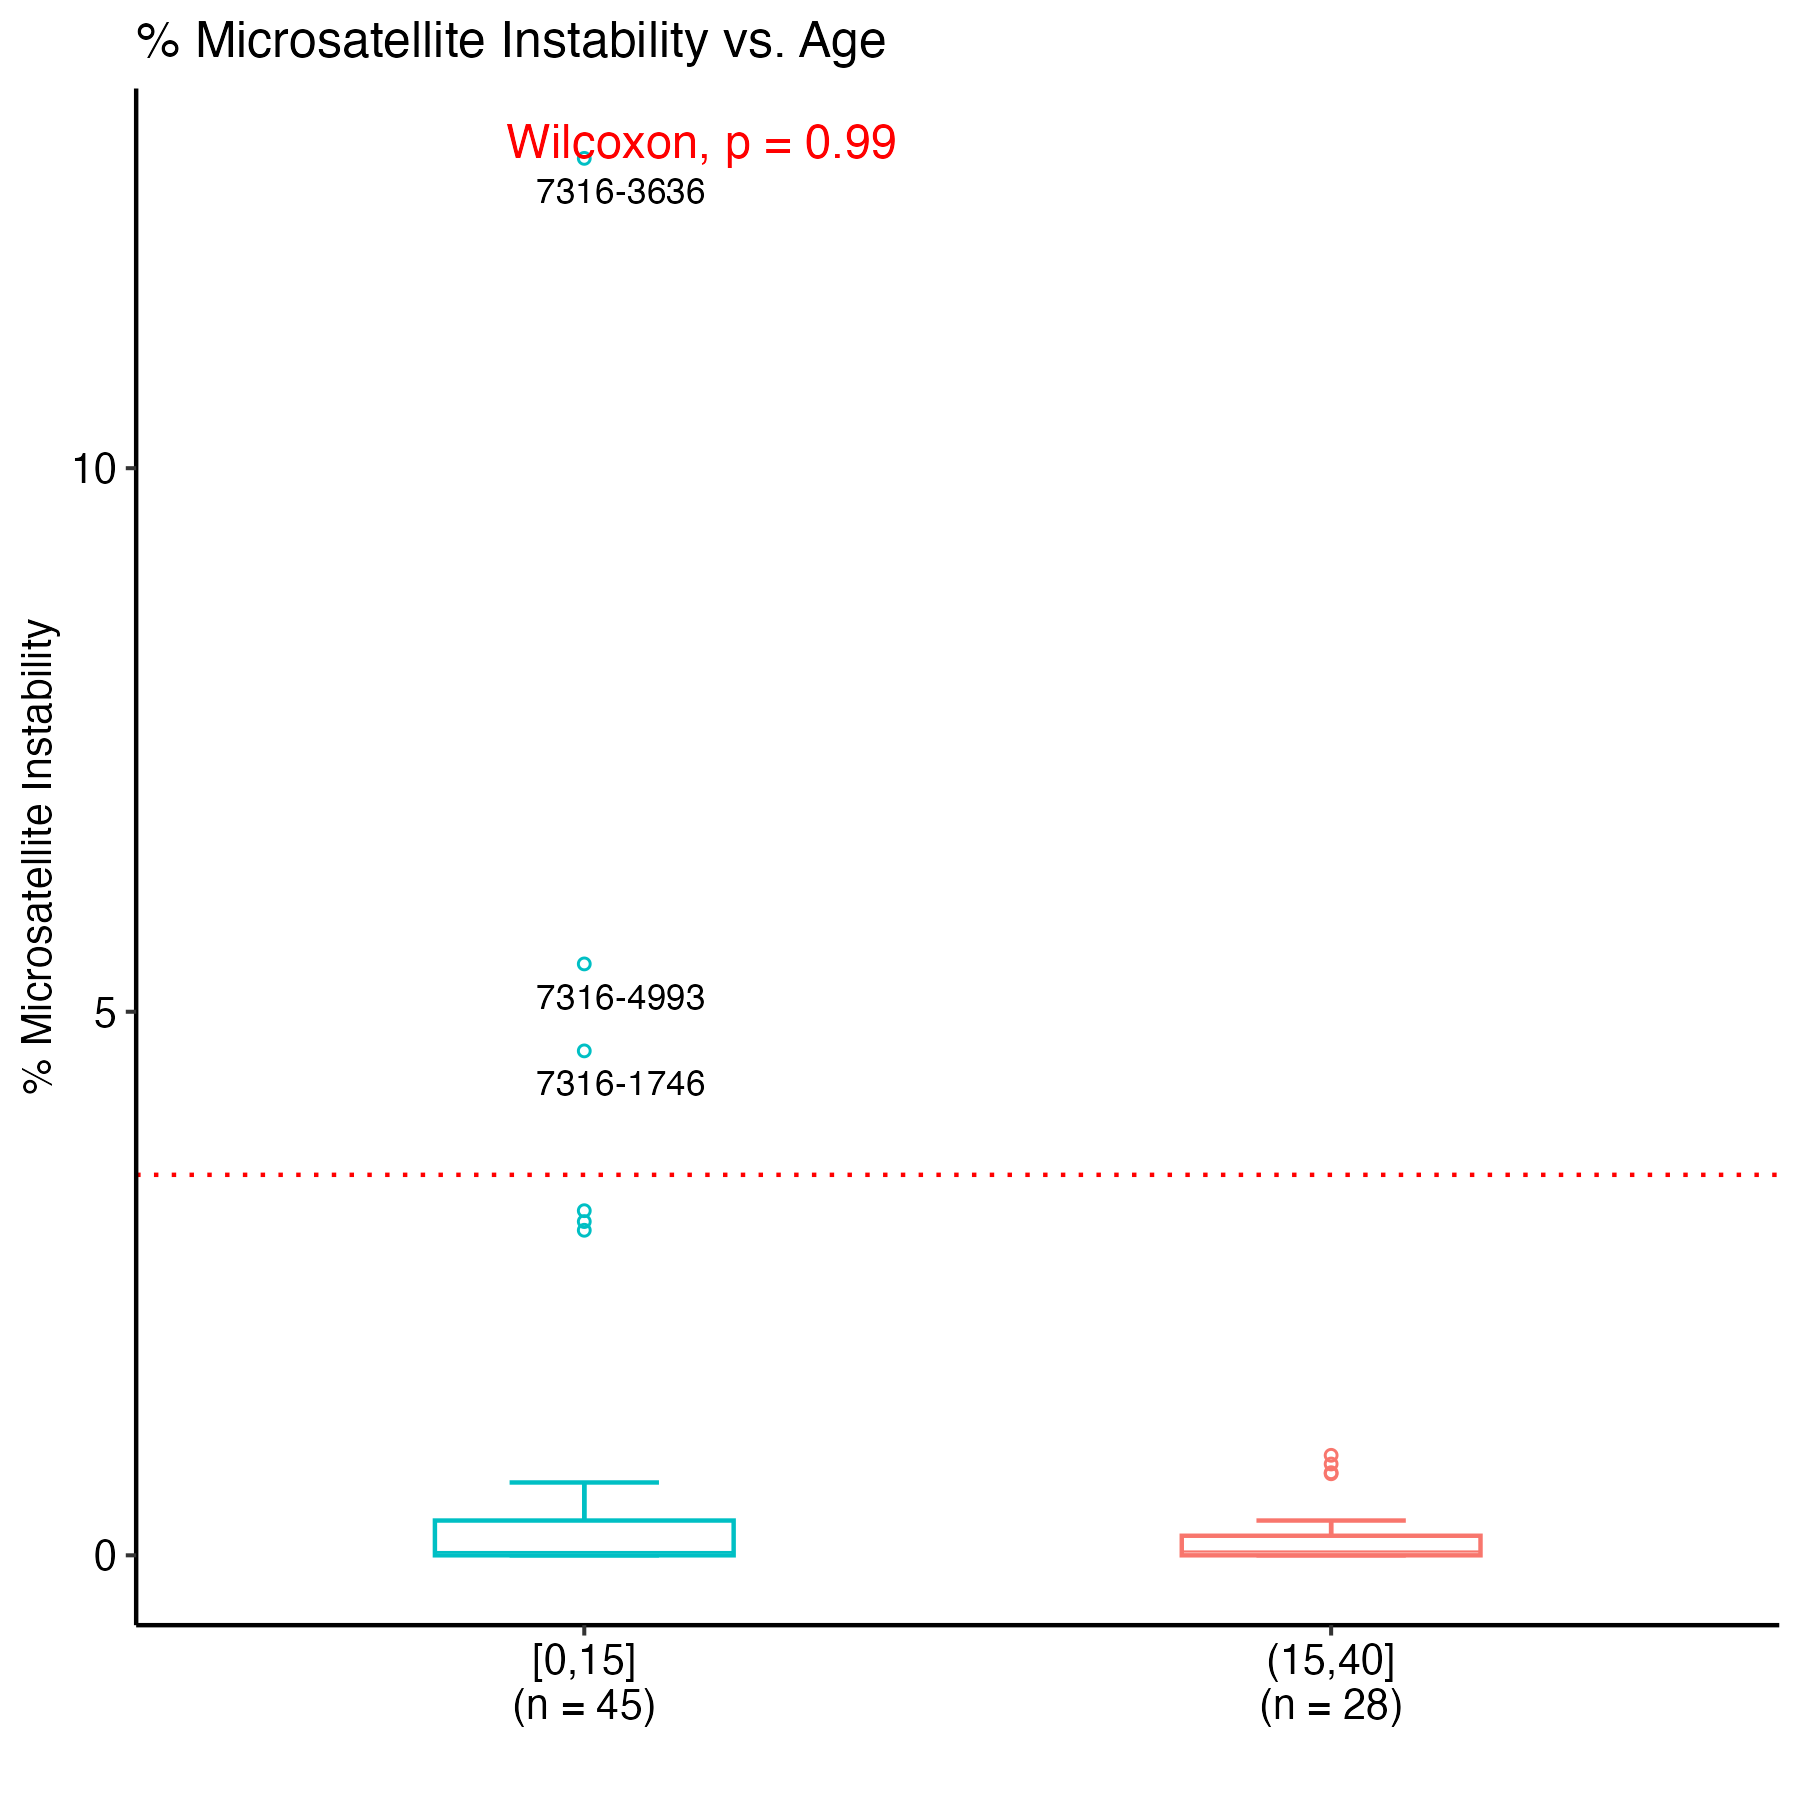 % Microsatellite Instability vs. Age
Wilcoxon, p = 0.99
7316-3636
10
% Microsatellite Instability
7316-4993
5
7316-1746
0
[0,15]
(n = 45)
(15,40]
(n = 28)